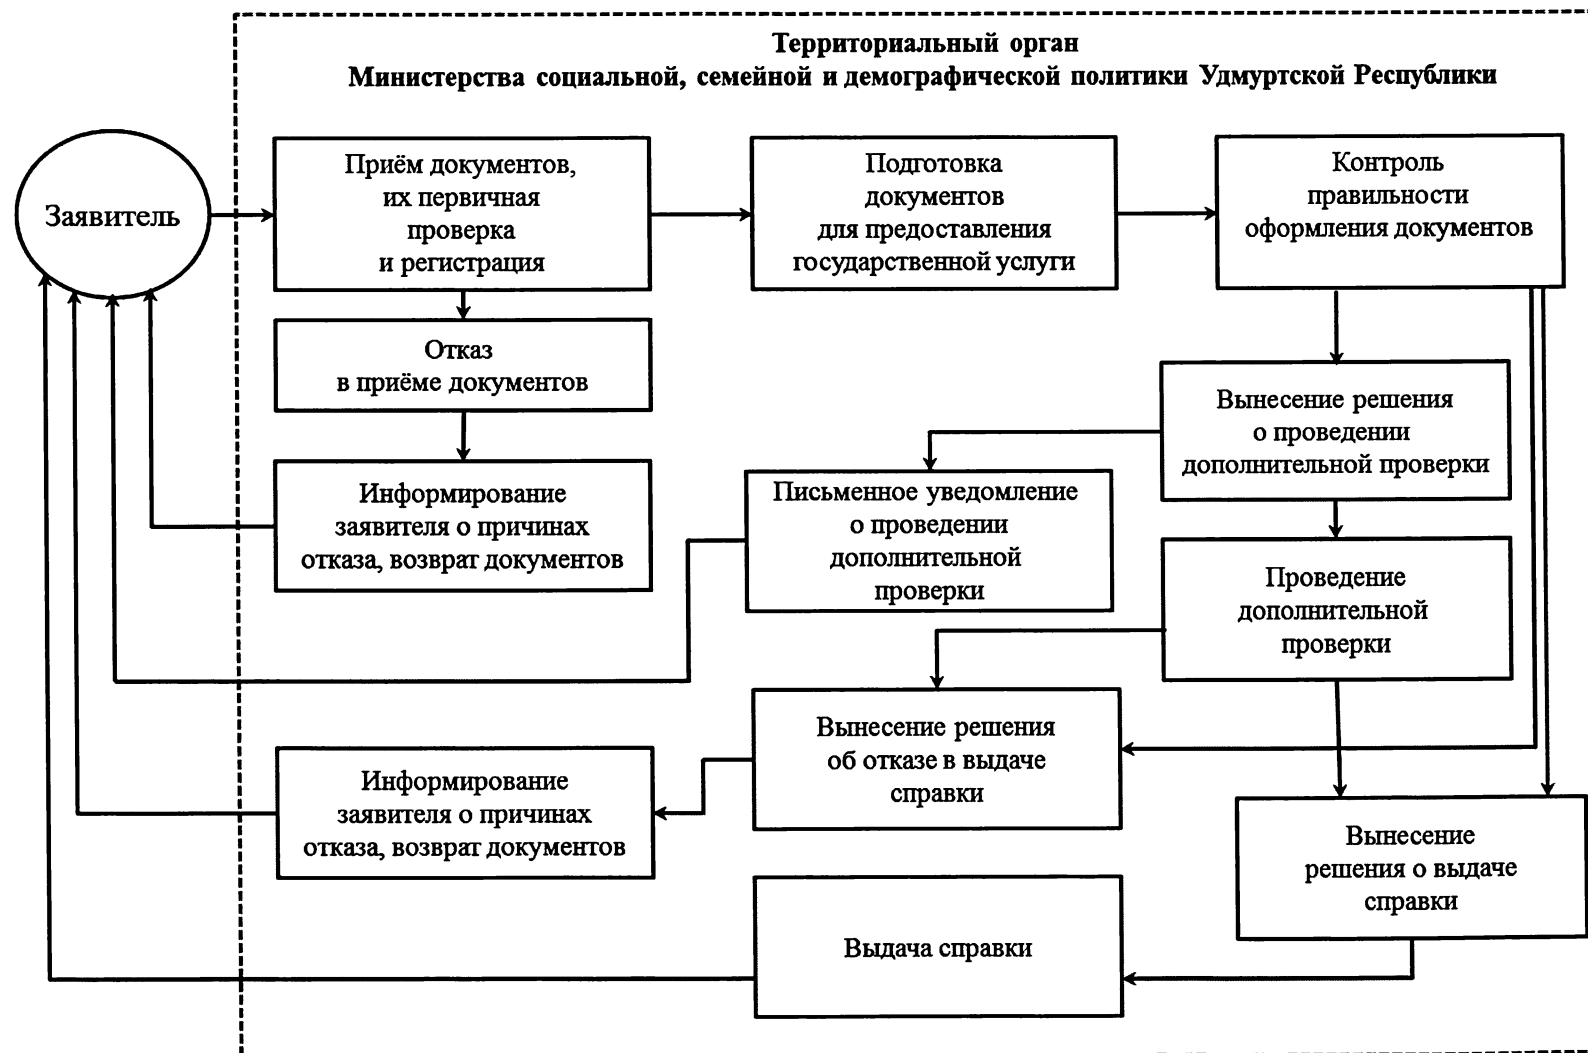 Территориальный орган
Министерства социальной, семейной и демографической политики Удмуртской Республики
Заявитель
Приём документов,
их первичная
проверка
и регистрация
Подготовка
документов
для предоставления
государственной услуги
Контроль
правильности
оформления документов
Отказ
в приёме документов
Вынесение решения
о проведении
дополнительной проверки
Информирование
заявителя о причинах
отказа, возврат документов
Письменное уведомление
о проведении
дополнительной
проверки
Проведение
дополнительной
проверки
Вынесение решения
об отказе в выдаче
справки
Информирование
заявителя о причинах
отказа, возврат документов
Вынесение
решения о выдаче
справки
Выдача справки